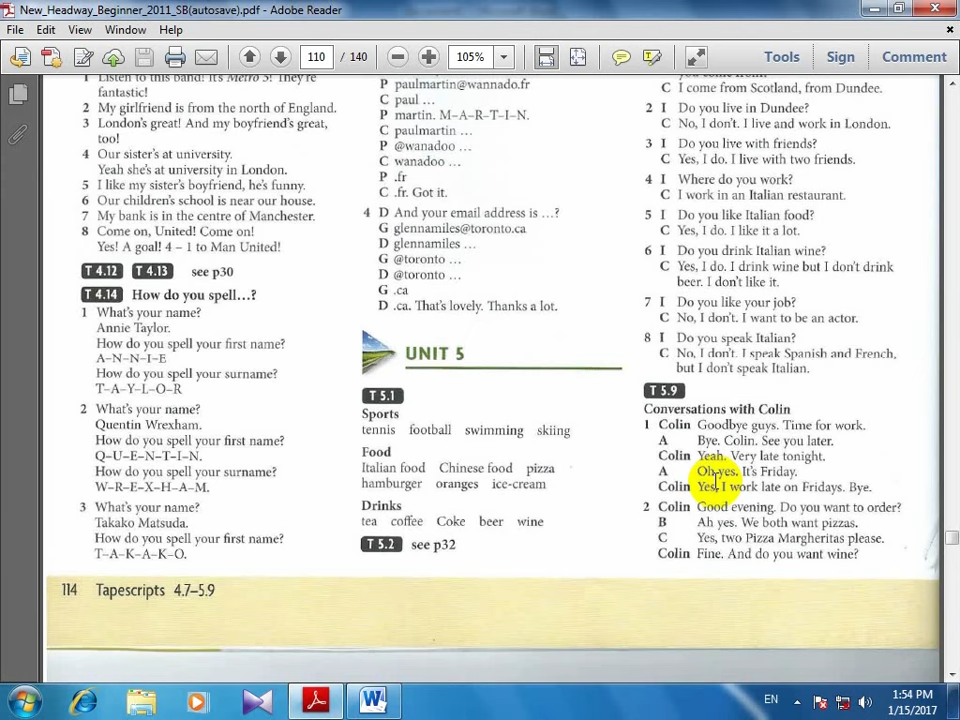 New_Headway_Beginner_2011_SB(autosave).pdf - Adobe Reader
File Edit View Window Help
110 / 140 105% Tools Sign Comment
1 Listen to this band! It's Metro 5! They're
fantastic!
2 My girlfriend is from the north of England.
3 London's great! And my boyfriend's great,
too!
4 Our sister's at university.
Yeah she's at university in London.
5 I like my sister's boyfriend, he's funny.
6 Our children's school is near our house.
7 My bank is in the centre of Manchester.
8 Come on, United! Come on!
Yes! A goal! 4 – 1 to Man United!
T 4.12 T 4.13 see p30
T 4.14 How do you spell…?
1 What's your name?
Annie Taylor.
How do you spell your first name?
A–N–N–I–E
How do you spell your surname?
T–A–Y–L–O–R
2 What's your name?
Quentin Wrexham.
How do you spell your first name?
Q–U–E–N–T–I–N.
How do you spell your surname?
W–R–E–X–H–A–M.
3 What's your name?
Takako Matsuda.
How do you spell your first name?
T–A–K–A–K–O.
P paulmartin@wannado.fr
C paul …
P martin. M–A–R–T–I–N.
C paulmartin …
P @wanadoo …
C wanadoo …
P .fr
C .fr. Got it.
4 D And your email address is …?
G glennamiles@toronto.ca
D glennamiles …
G @toronto …
D @toronto …
G .ca
D .ca. That's lovely. Thanks a lot.
UNIT 5
T 5.1
Sports
tennis football swimming skiing
Food
Italian food Chinese food pizza
hamburger oranges ice-cream
Drinks
tea coffee Coke beer wine
T 5.2 see p32
you come from?
C I come from Scotland, from Dundee.
2 I Do you live in Dundee?
C No, I don't. I live and work in London.
3 I Do you live with friends?
C Yes, I do. I live with two friends.
4 I Where do you work?
C I work in an Italian restaurant.
5 I Do you like Italian food?
C Yes, I do. I like it a lot.
6 I Do you drink Italian wine?
C Yes, I do. I drink wine but I don't drink
beer. I don't like it.
7 I Do you like your job?
C No, I don't. I want to be an actor.
8 I Do you speak Italian?
C No, I don't. I speak Spanish and French,
but I don't speak Italian.
T 5.9
Conversations with Colin
1 Colin Goodbye guys. Time for work.
A Bye. Colin. See you later.
Colin Yeah. Very late tonight.
A Oh yes. It's Friday.
Colin Yes, I work late on Fridays. Bye.
2 Colin Good evening. Do you want to order?
B Ah yes. We both want pizzas.
C Yes, two Pizza Margheritas please.
Colin Fine. And do you want wine?
114 Tapescripts 4.7–5.9
EN 1:54 PM
1/15/2017